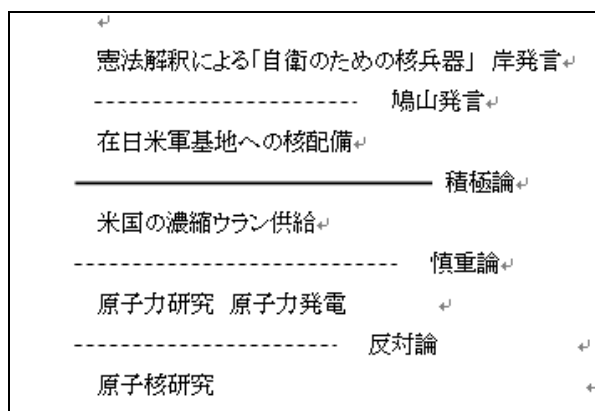 憲法解釈による「自衛のための核兵器」 岸発言
------------------------ 鳩山発言
在日米軍基地への核配備
積極論
米国の濃縮ウラン供給
----------------------------- 慎重論
原子力研究 原子力発電
------------------------ 反対論
原子核研究